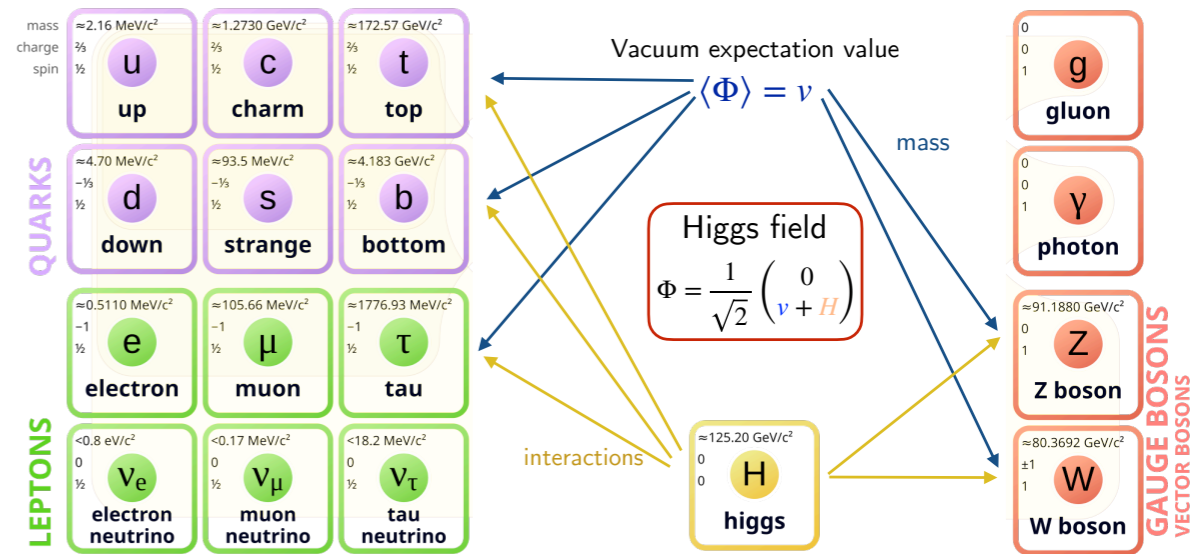 mass
charge
spin
≈2.16 MeV/c²
⅔
½
u
up
≈1.2730 GeV/c²
⅔
½
c
charm
≈172.57 GeV/c²
⅔
½
t
top
Vacuum expectation value
⟨Φ⟩ = v
mass
0
0
1
g
gluon
QUARKS
≈4.70 MeV/c²
−⅓
½
d
down
≈93.5 MeV/c²
−⅓
½
s
strange
≈4.183 GeV/c²
−⅓
½
b
bottom
Higgs field
Φ = 1/√2 (0
v + H)
0
0
1
γ
photon
LEPTONS
≈0.5110 MeV/c²
−1
½
e
electron
≈105.66 MeV/c²
−1
½
μ
muon
≈1776.93 MeV/c²
−1
½
τ
tau
≈91.1880 GeV/c²
0
1
Z
Z boson
<0.8 eV/c²
0
½
νe
electron
neutrino
<0.17 MeV/c²
0
½
νμ
muon
neutrino
<18.2 MeV/c²
0
½
ντ
tau
neutrino
interactions
≈125.20 GeV/c²
0
0
H
higgs
≈80.3692 GeV/c²
±1
1
W
W boson
GAUGE BOSONS
VECTOR BOSONS